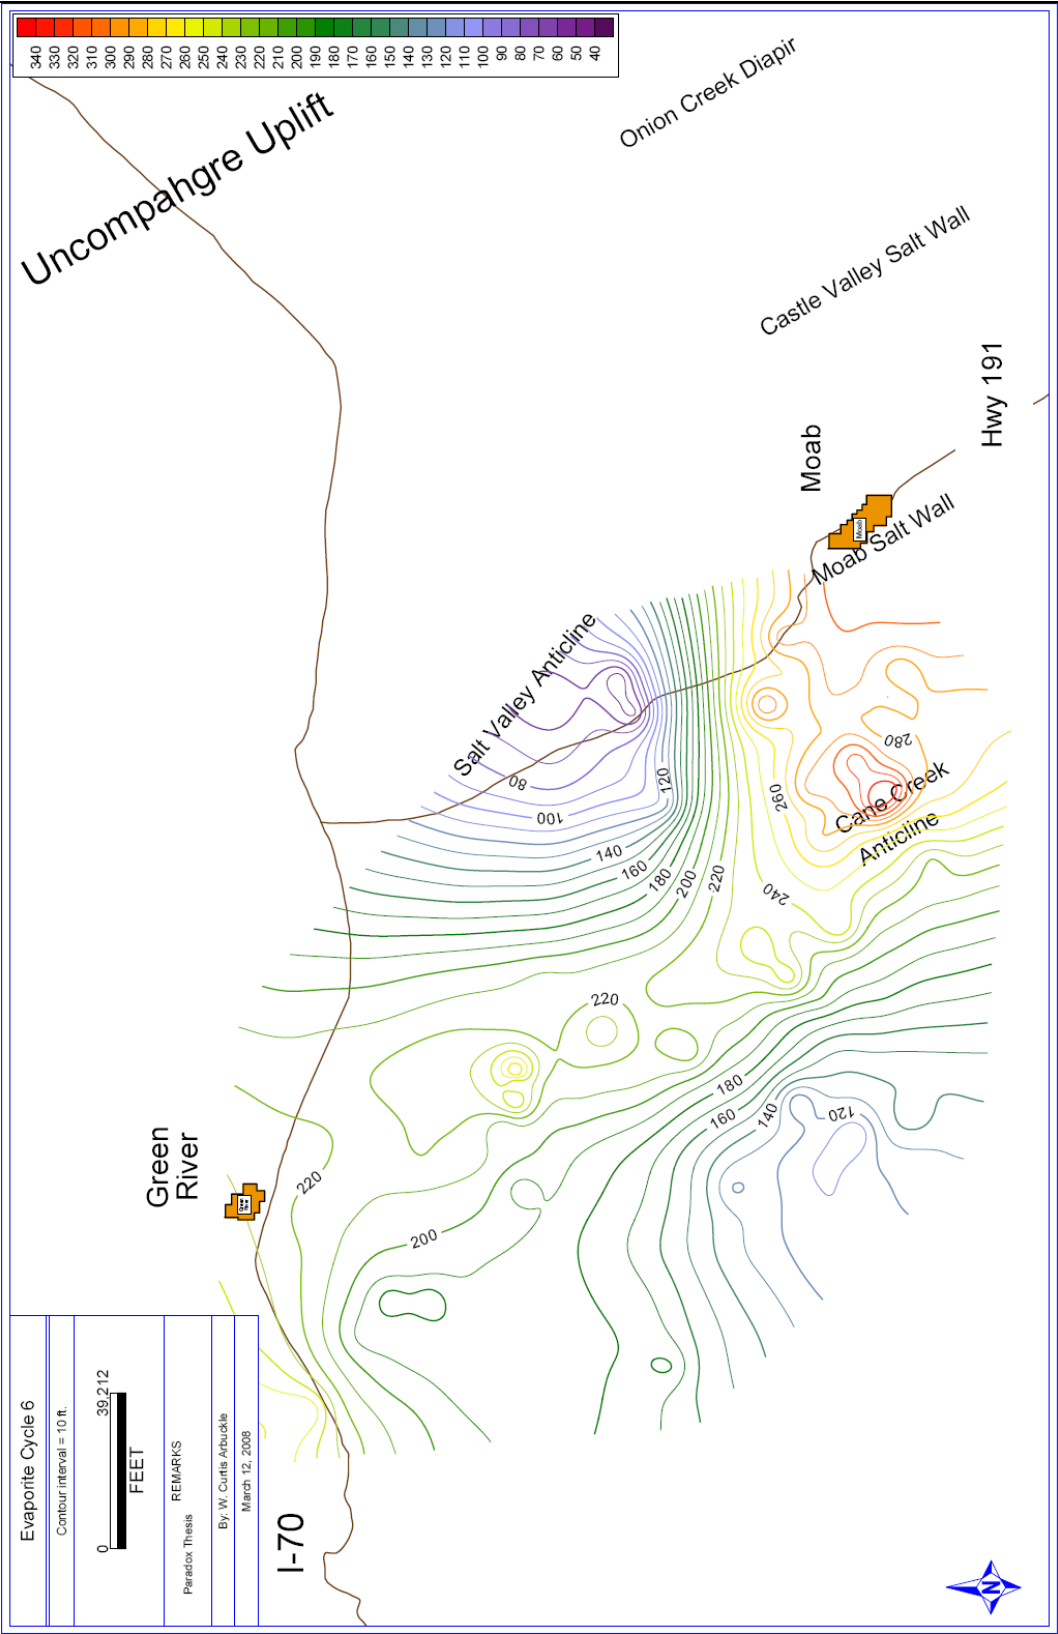 340
330
320
310
300
290
280
270
260
250
240
230
220
210
200
190
180
170
160
150
140
130
120
110
100
90
80
70
60
50
40
Uncompahgre Uplift
Onion Creek Diapir
Castle Valley Salt Wall
Hwy 191
Moab
Moab
Moab Salt Wall
Salt Valley Anticline
80
100
120
140
160
180
200
220
240
260
280
Cane Creek
Anticline
220
180
160
140
120
Green
River
Green
River
220
200
Evaporite Cycle 6
Contour interval = 10 ft.
0
39,212
FEET
REMARKS
Paradox Thesis
By: W. Curtis Arbuckle
March 12, 2008
I-70
N